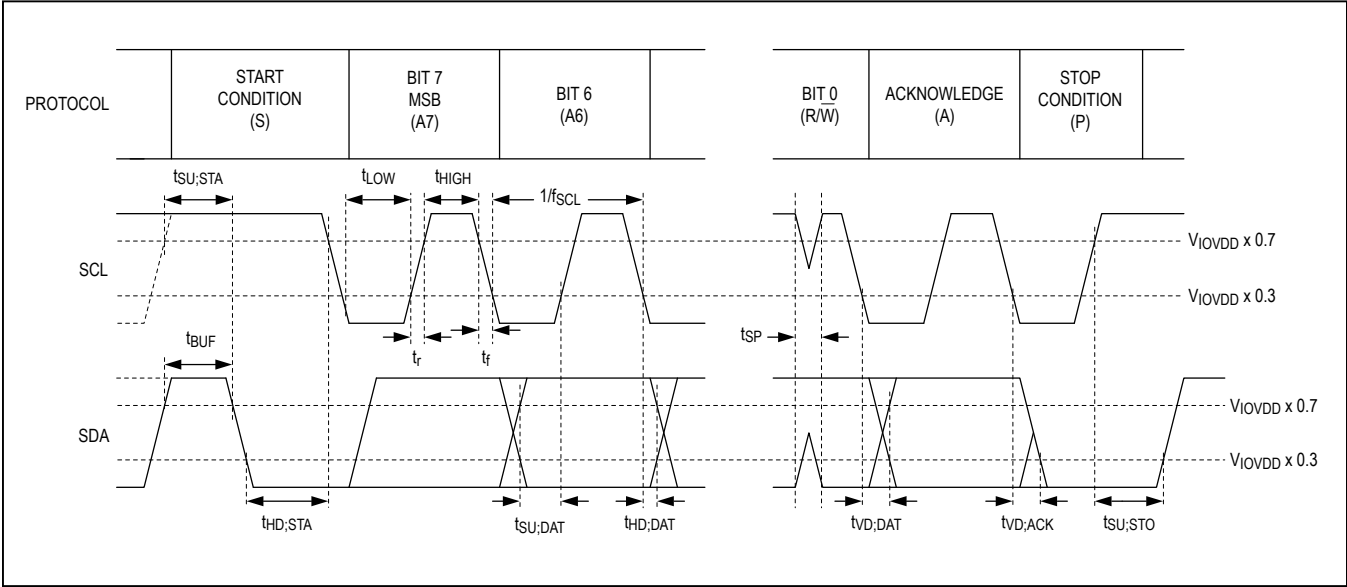 PROTOCOL
START
CONDITION
(S)
BIT 7
MSB
(A7)
BIT 6
(A6)
BIT 0
(R/W̅)
ACKNOWLEDGE
(A)
STOP
CONDITION
(P)
tSU;STA
tLOW
tHIGH
1/fSCL
SCL
VIOVDD x 0.7
VIOVDD x 0.3
tBUF
tr
tf
tSP
SDA
VIOVDD x 0.7
VIOVDD x 0.3
tHD;STA
tSU;DAT
tHD;DAT
tVD;DAT
tVD;ACK
tSU;STO